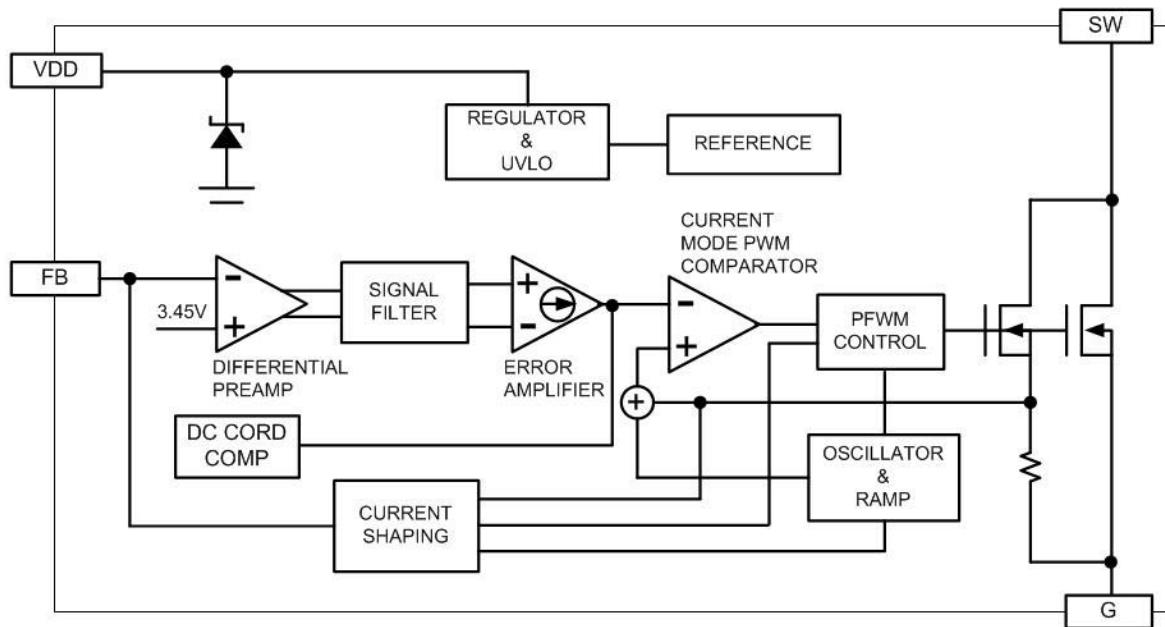 SW
VDD
REGULATOR
&
UVLO
REFERENCE
CURRENT
MODE PWM
COMPARATOR
FB
-
3.45V
+
DIFFERENTIAL
PREAMP
SIGNAL
FILTER
+
-
ERROR
AMPLIFIER
-
+
PFWM
CONTROL
+
DC CORD
COMP
OSCILLATOR
&
RAMP
CURRENT
SHAPING
G